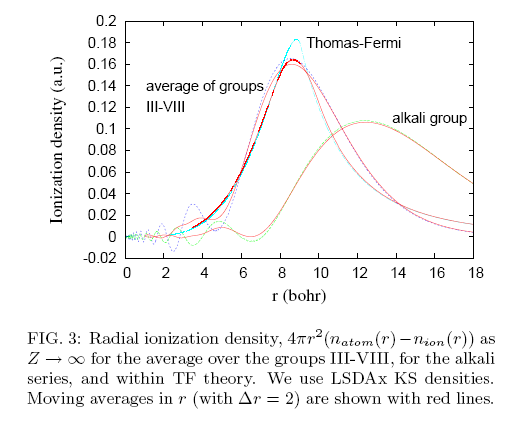 0.2
0.18
0.16
0.14
0.12
0.1
0.08
0.06
0.04
0.02
0
-0.02
Ionization density (a.u.)
Thomas-Fermi
average of groups
III-VIII
alkali group
0 2 4 6 8 10 12 14 16 18
r (bohr)
FIG. 3: Radial ionization density, 4πr²(n_atom(r)−n_ion(r)) as
Z → ∞ for the average over the groups III-VIII, for the alkali
series, and within TF theory. We use LSDAx KS densities.
Moving averages in r (with Δr = 2) are shown with red lines.